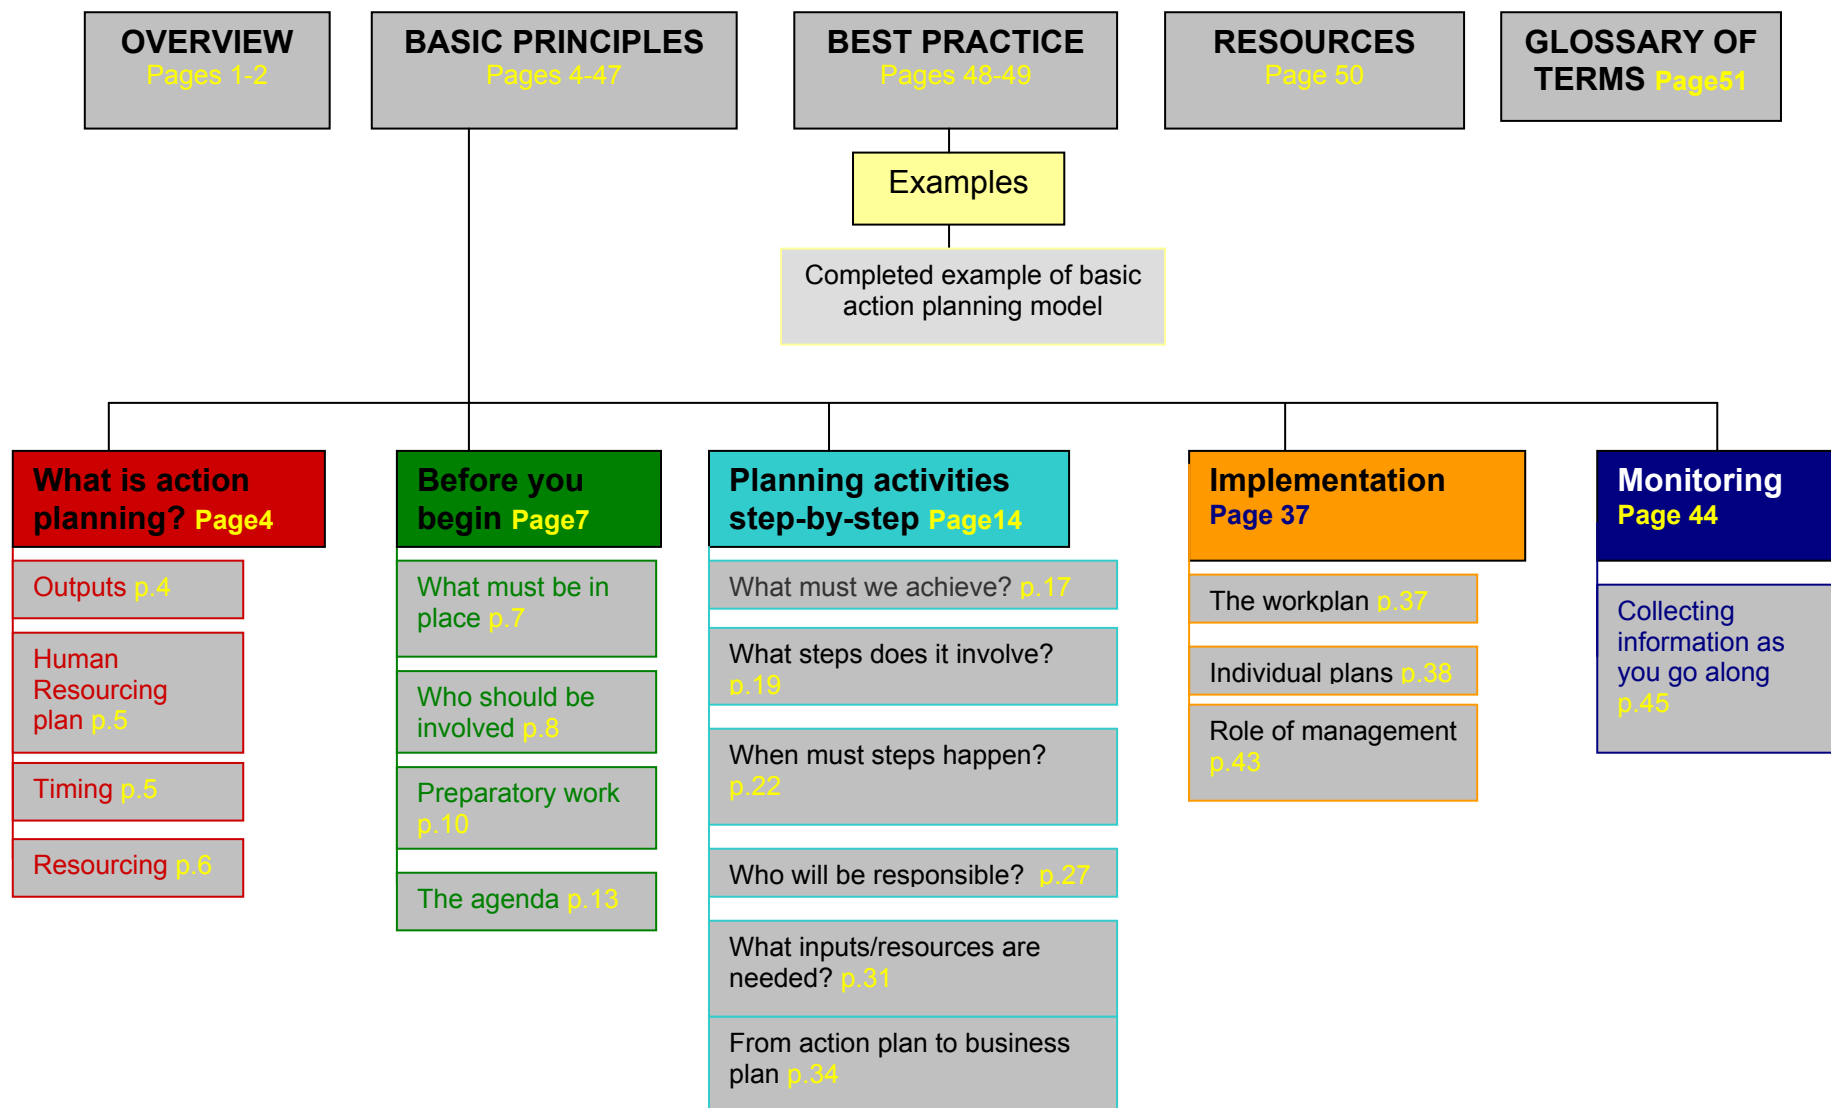 OVERVIEW
Pages 1-2
BASIC PRINCIPLES
Pages 4-47
BEST PRACTICE
Pages 48-49
RESOURCES
Page 50
GLOSSARY OF
TERMS Page51
Examples
Completed example of basic
action planning model
What is action
planning? Page4
Outputs p.4
Human
Resourcing
plan p.5
Timing p.5
Resourcing p.6
Before you
begin Page7
What must be in
place p.7
Who should be
involved p.8
Preparatory work
p.10
The agenda p.13
Planning activities
step-by-step Page14
What must we achieve? p.17
What steps does it involve?
p.19
When must steps happen?
p.22
Who will be responsible? p.27
What inputs/resources are
needed? p.31
From action plan to business
plan p.34
Implementation
Page 37
The workplan p.37
Individual plans p.38
Role of management
p.43
Monitoring
Page 44
Collecting
information as
you go along
p.45